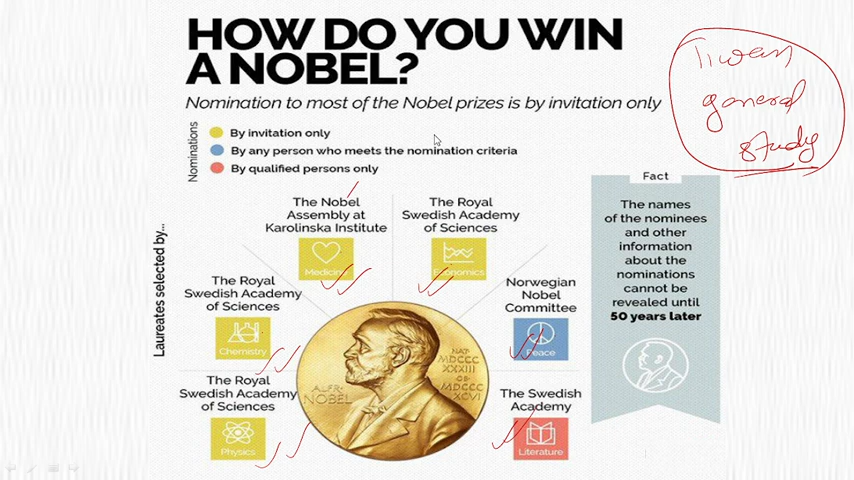 HOW DO YOU WIN
A NOBEL?
Nomination to most of the Nobel prizes is by invitation only
Nominations
By invitation only
By any person who meets the nomination criteria
By qualified persons only
Laureates selected by...
The Nobel
Assembly at
Karolinska Institute
Medicine
The Royal
Swedish Academy
of Sciences
Economics
The Royal
Swedish Academy
of Sciences
Chemistry
Norwegian
Nobel
Committee
Peace
The Royal
Swedish Academy
of Sciences
Physics
The Swedish
Academy
Literature
ALFR.
NOBEL
NAT.
MDCCC
XXXIII
OB.
MDCCC
XCVI
Fact
The names
of the nominees
and other
information
about the
nominations
cannot be
revealed until
50 years later
general
study